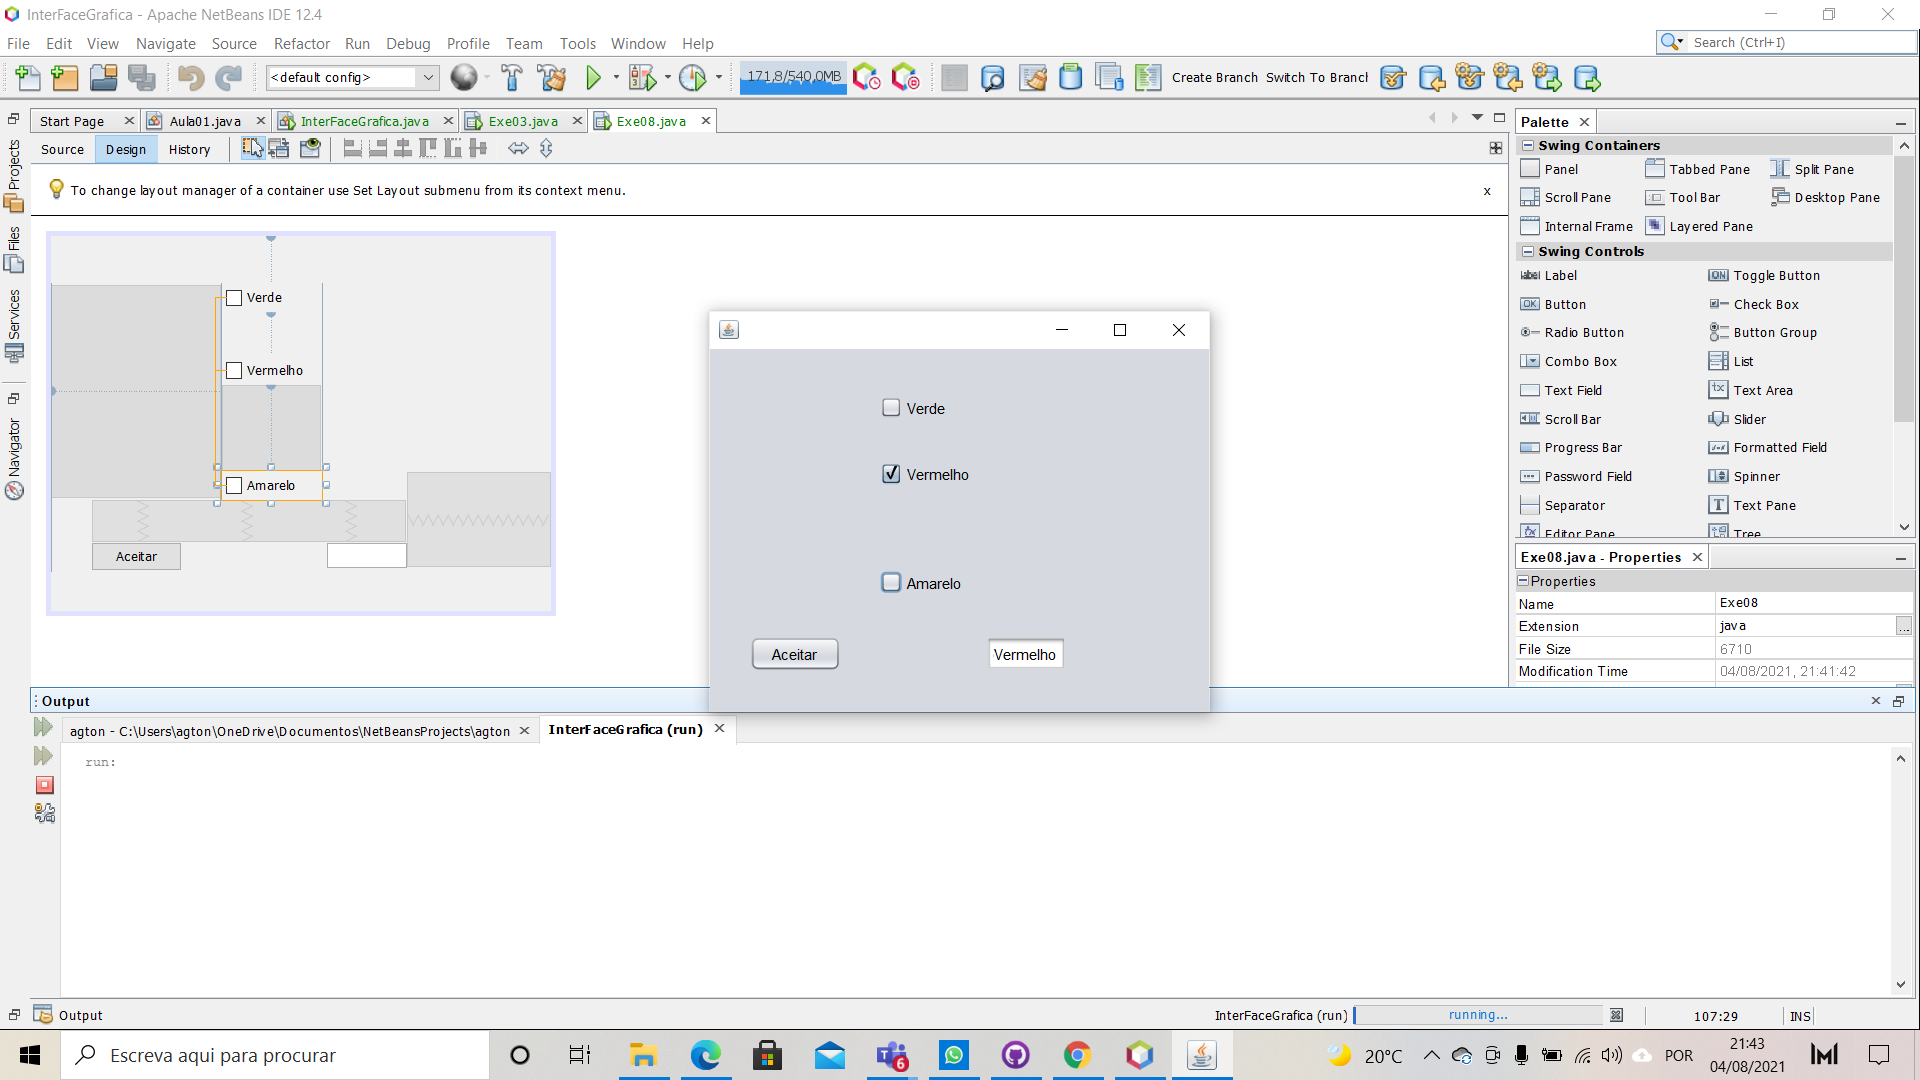 InterFaceGrafica - Apache NetBeans IDE 12.4
File Edit View Navigate Source Refactor Run Debug Profile Team Tools Window Help
Search (Ctrl+I)
<default config>
171,8/540,0MB
Create Branch Switch To Branch
Start Page Aula01.java InterFaceGrafica.java Exe03.java Exe08.java
Source Design History
To change layout manager of a container use Set Layout submenu from its context menu.
x
Projects
Files
Services
Navigator
Verde
Vermelho
Amarelo
Aceitar
Verde
Vermelho
Amarelo
Aceitar
Vermelho
Palette
Swing Containers
Panel Tabbed Pane Split Pane
Scroll Pane Tool Bar Desktop Pane
Internal Frame Layered Pane
Swing Controls
Label Toggle Button
Button Check Box
Radio Button Button Group
Combo Box List
Text Field Text Area
Scroll Bar Slider
Progress Bar Formatted Field
Password Field Spinner
Separator Text Pane
Editor Pane Tree
Exe08.java - Properties
Properties
Name Exe08
Extension java
...
File Size 6710
Modification Time 04/08/2021, 21:41:42
Output
agton - C:\Users\agton\OneDrive\Documentos\NetBeansProjects\agton InterFaceGrafica (run)
run:
Output
InterFaceGrafica (run) running... 107:29 INS
Escreva aqui para procurar
6
20°C
POR
21:43
04/08/2021